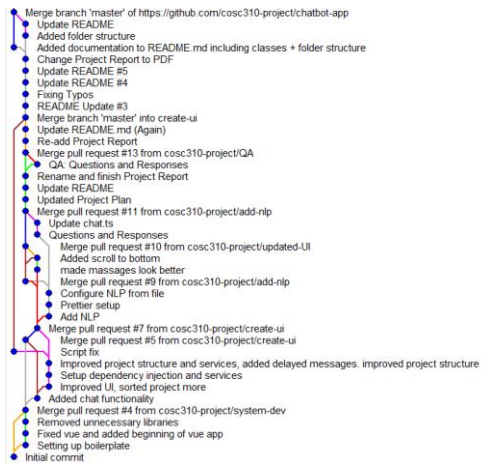 Merge branch 'master' of https://github.com/cosc310-project/chatbot-app
Update README
Added folder structure
Added documentation to README.md including classes + folder structure
Change Project Report to PDF
Update README #5
Update README #4
Fixing Typos
README Update #3
Merge branch 'master' into create-ui
Update README.md (Again)
Re-add Project Report
Merge pull request #13 from cosc310-project/QA
QA: Questions and Responses
Rename and finish Project Report
Update README
Updated Project Plan
Merge pull request #11 from cosc310-project/add-nlp
Update chat.ts
Questions and Responses
Merge pull request #10 from cosc310-project/updated-UI
Added scroll to bottom
made massages look better
Merge pull request #9 from cosc310-project/add-nlp
Configure NLP from file
Prettier setup
Add NLP
Merge pull request #7 from cosc310-project/create-ui
Merge pull request #5 from cosc310-project/create-ui
Script fix
Improved project structure and services, added delayed messages. improved project structure
Setup dependency injection and services
Improved UI, sorted project more
Added chat functionality
Merge pull request #4 from cosc310-project/system-dev
Removed unnecessary libraries
Fixed vue and added beginning of vue app
Setting up boilerplate
Initial commit